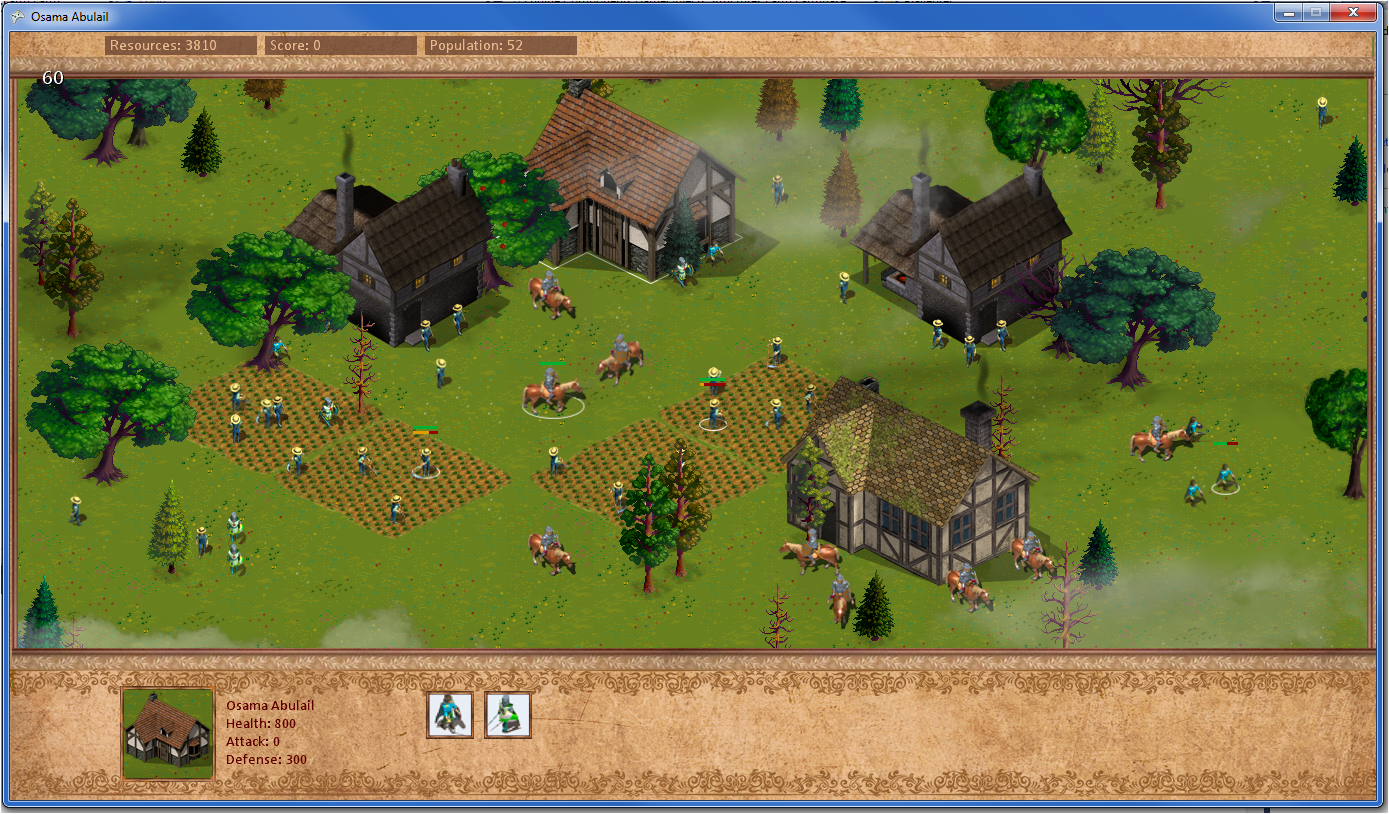 Osama Abulail
Resources: 3810
Score: 0
Population: 52
60
Osama Abulail
Health: 800
Attack: 0
Defense: 300